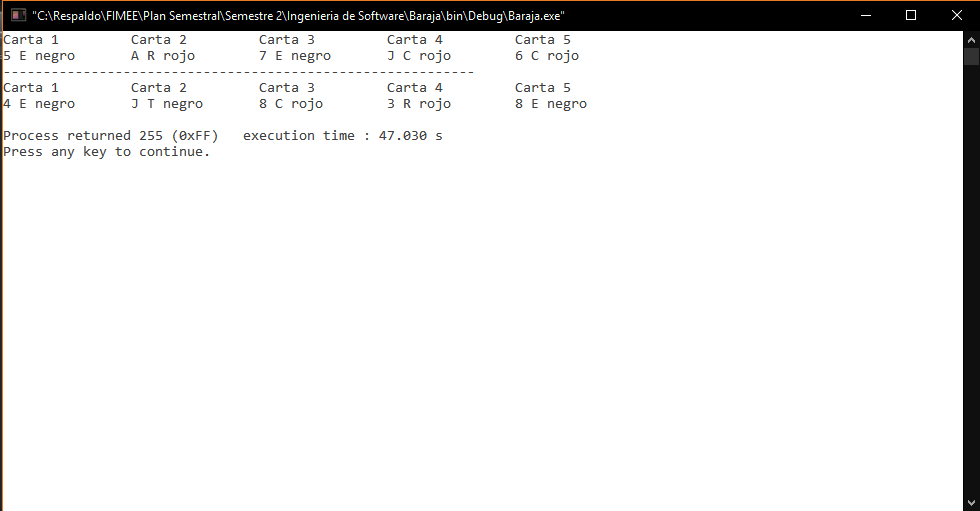 "C:\Respaldo\FIMEE\Plan Semestral\Semestre 2\Ingenieria de Software\Baraja\bin\Debug\Baraja.exe"
Carta 1 Carta 2 Carta 3 Carta 4 Carta 5
5 E negro A R rojo 7 E negro J C rojo 6 C rojo
-----------------------------------------------------------
Carta 1 Carta 2 Carta 3 Carta 4 Carta 5
4 E negro J T negro 8 C rojo 3 R rojo 8 E negro
Process returned 255 (0xFF) execution time : 47.030 s
Press any key to continue.